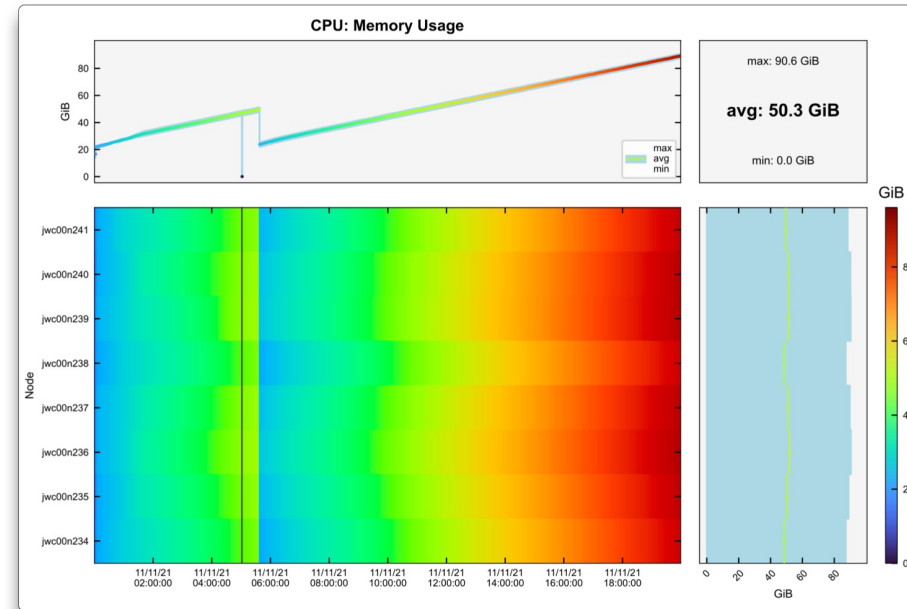 CPU: Memory Usage
GiB
80
60
40
20
0
max
avg
min
max: 90.6 GiB
avg: 50.3 GiB
min: 0.0 GiB
Node
jwc00n241
jwc00n240
jwc00n239
jwc00n238
jwc00n237
jwc00n236
jwc00n235
jwc00n234
11/11/21 11/11/21 11/11/21 11/11/21 11/11/21 11/11/21 11/11/21 11/11/21 11/11/21
02:00:00 04:00:00 06:00:00 08:00:00 10:00:00 12:00:00 14:00:00 16:00:00 18:00:00
0 20 40 60 80
GiB
GiB